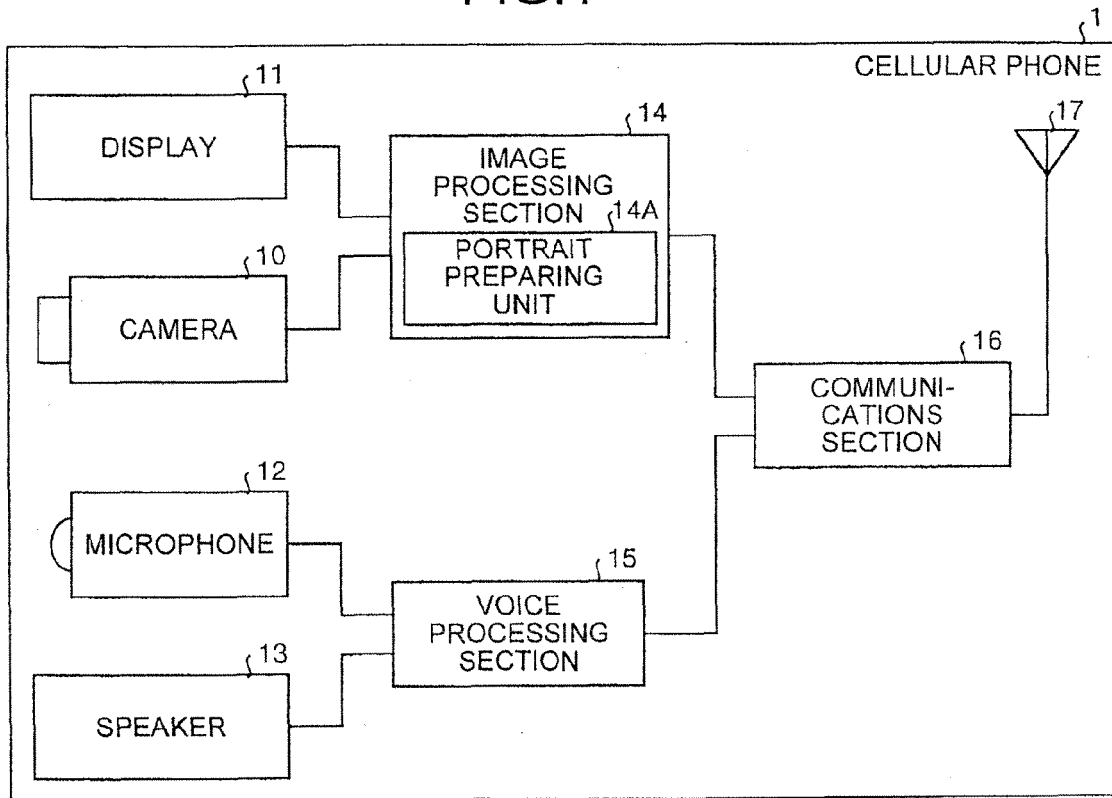 1
CELLULAR PHONE
11
DISPLAY
14
IMAGE
PROCESSING
SECTION
14A
PORTRAIT
PREPARING
UNIT
17
10
CAMERA
16
COMMUNI-
CATIONS
SECTION
12
MICROPHONE
15
VOICE
PROCESSING
SECTION
13
SPEAKER